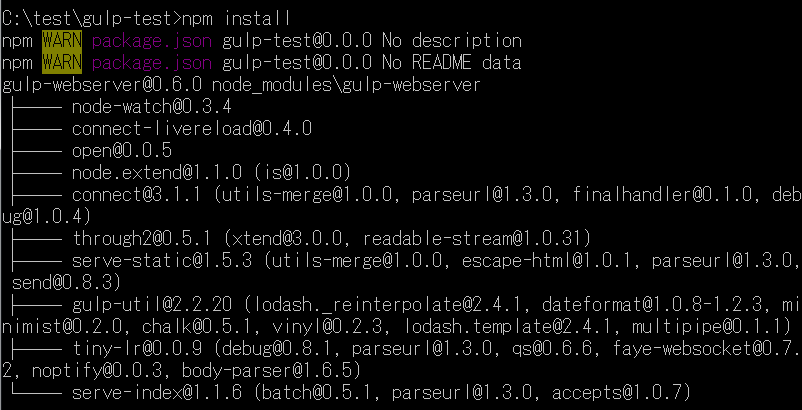 C:\test\gulp-test>npm install
npm WARN package.json gulp-test@0.0.0 No description
npm WARN package.json gulp-test@0.0.0 No README data
gulp-webserver@0.6.0 node_modules\gulp-webserver
├── node-watch@0.3.4
├── connect-livereload@0.4.0
├── open@0.0.5
├── node.extend@1.1.0 (is@1.0.0)
├── connect@3.1.1 (utils-merge@1.0.0, parseurl@1.3.0, finalhandler@0.1.0, deb
ug@1.0.4)
├── through2@0.5.1 (xtend@3.0.0, readable-stream@1.0.31)
├── serve-static@1.5.3 (utils-merge@1.0.0, escape-html@1.0.1, parseurl@1.3.0,
 send@0.8.3)
├── gulp-util@2.2.20 (lodash._reinterpolate@2.4.1, dateformat@1.0.8-1.2.3, mi
nimist@0.2.0, chalk@0.5.1, vinyl@0.2.3, lodash.template@2.4.1, multipipe@0.1.1)
├── tiny-lr@0.0.9 (debug@0.8.1, parseurl@1.3.0, qs@0.6.6, faye-websocket@0.7.
2, noptify@0.0.3, body-parser@1.6.5)
└── serve-index@1.1.6 (batch@0.5.1, parseurl@1.3.0, accepts@1.0.7)